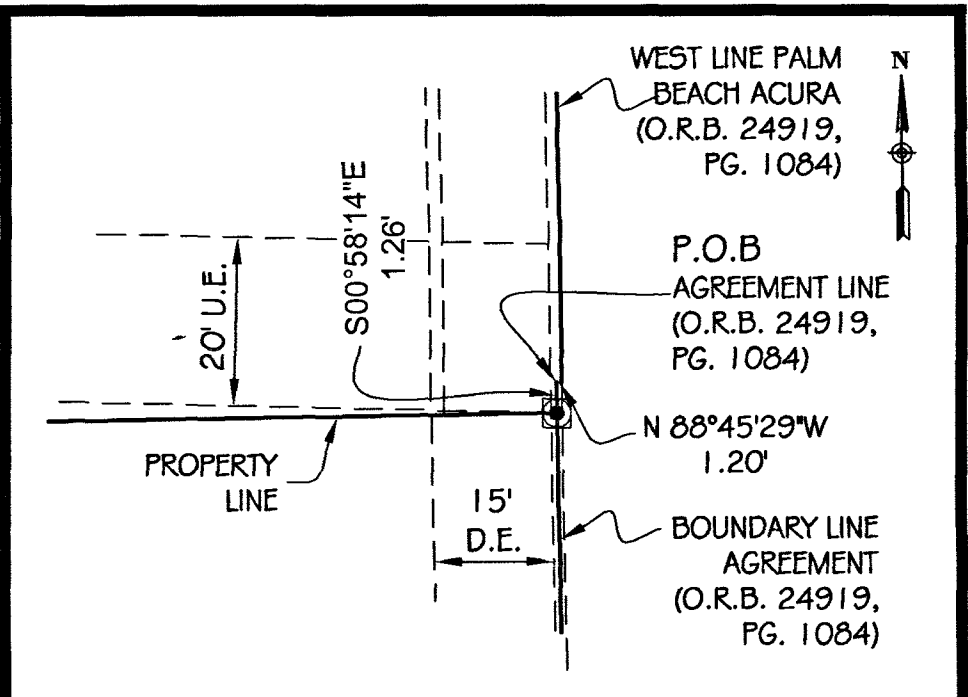 WEST LINE PALM
BEACH ACURA
(O.R.B. 24919,
PG. 1084)
N
S00°58'14"E
1.26'
20' U.E.
P.O.B
AGREEMENT LINE
(O.R.B. 24919,
PG. 1084)
N 88°45'29"W
1.20'
PROPERTY
LINE
15'
D.E.
BOUNDARY LINE
AGREEMENT
(O.R.B. 24919,
PG. 1084)